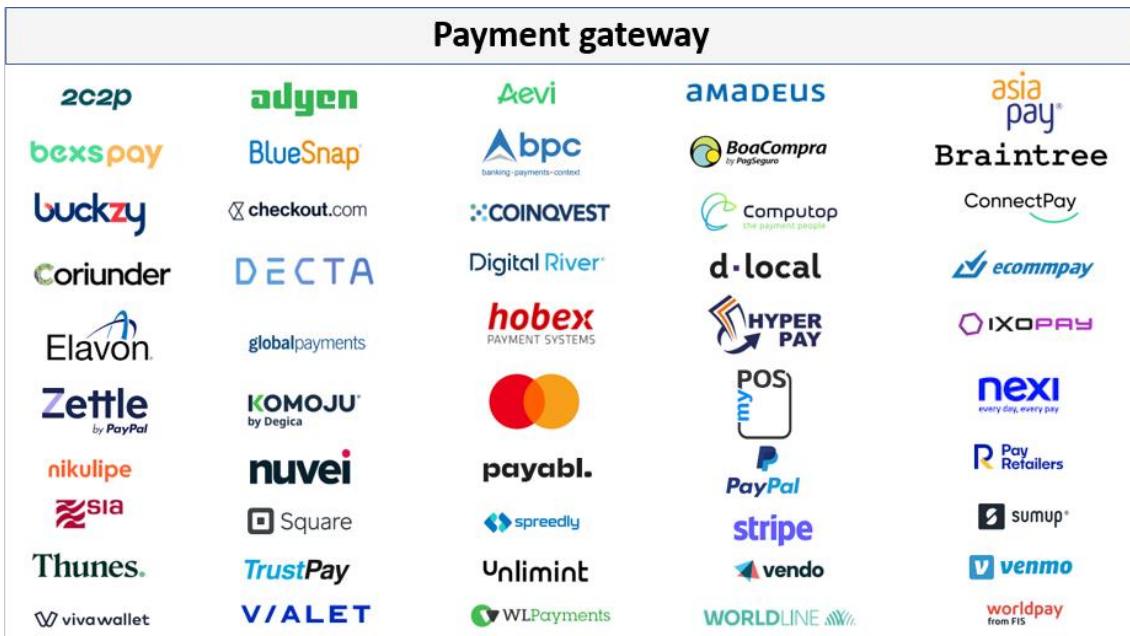 Payment gateway
2c2p
adyen
Aevi
aMaDEUS
asia
pay®
bexspay
BlueSnap®
bpc
banking·payments·context
BoaCompra
by PagSeguro
Braintree
buckzy
checkout.com
COINQVEST
Computop
the payment people
ConnectPay
Coriunder
DECTA
Digital River®
d·local
ecommpay
Elavon®
globalpayments
hobex
PAYMENT SYSTEMS
HYPER
PAY
IXOPAY
Zettle
by PayPal
KOMOJU®
by Degica
myPOS
nexi
every day, every pay
nikulipe
nuvei
payabl.
PayPal
Pay
Retailers
sia
Square
spreedly
stripe
sumup®
Thunes.
TrustPay
unlimint
vendo
venmo
vivawallet
VIALET
WLPayments
WORLDLINE
worldpay
from FIS